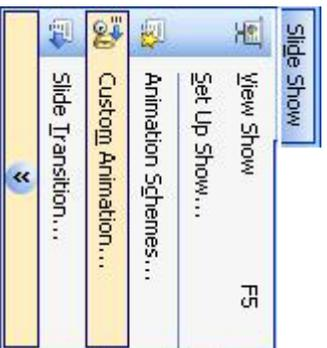 Slide Show
View Show F5
Set Up Show...
Animation Schemes...
Custom Animation...
Slide Transition...